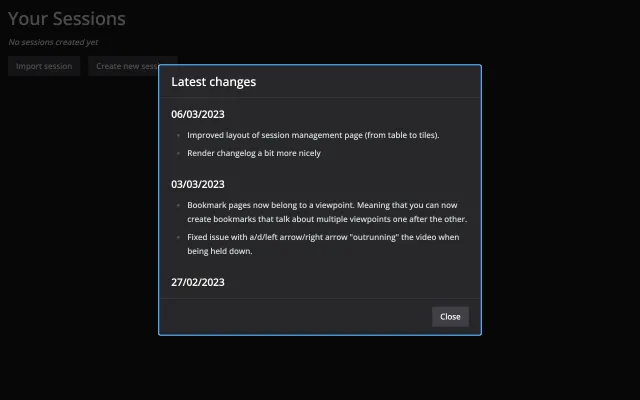 Your Sessions
No sessions created yet
Import session
Create new sess
Latest changes
06/03/2023
Improved layout of session management page (from table to tiles).
Render changelog a bit more nicely
03/03/2023
Bookmark pages now belong to a viewpoint. Meaning that you can now
create bookmarks that talk about multiple viewpoints one after the other.
Fixed issue with a/d/left arrow/right arrow "outrunning" the video when
being held down.
27/02/2023
Close